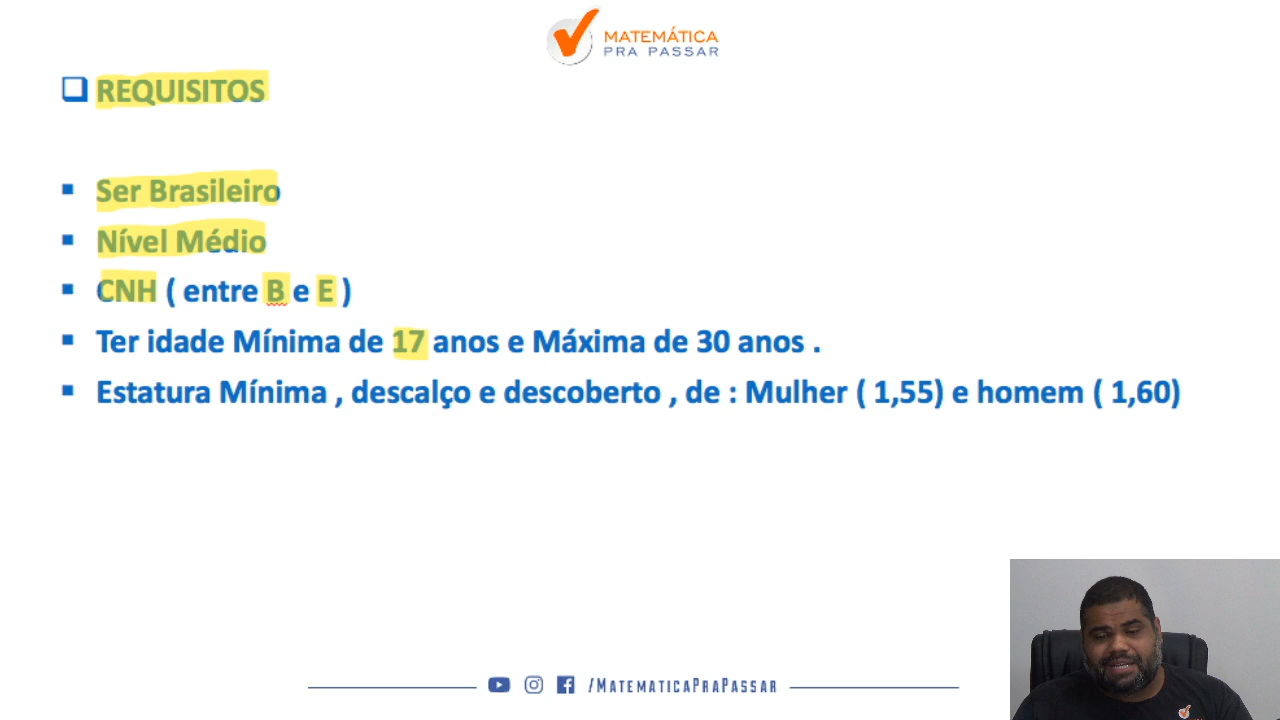 MATEMÁTICA
PRA PASSAR
REQUISITOS
Ser Brasileiro
Nível Médio
CNH ( entre B e E )
Ter idade Mínima de 17 anos e Máxima de 30 anos .
Estatura Mínima , descalço e descoberto , de : Mulher ( 1,55) e homem ( 1,60)
/MATEMATICAPRAPASSAR